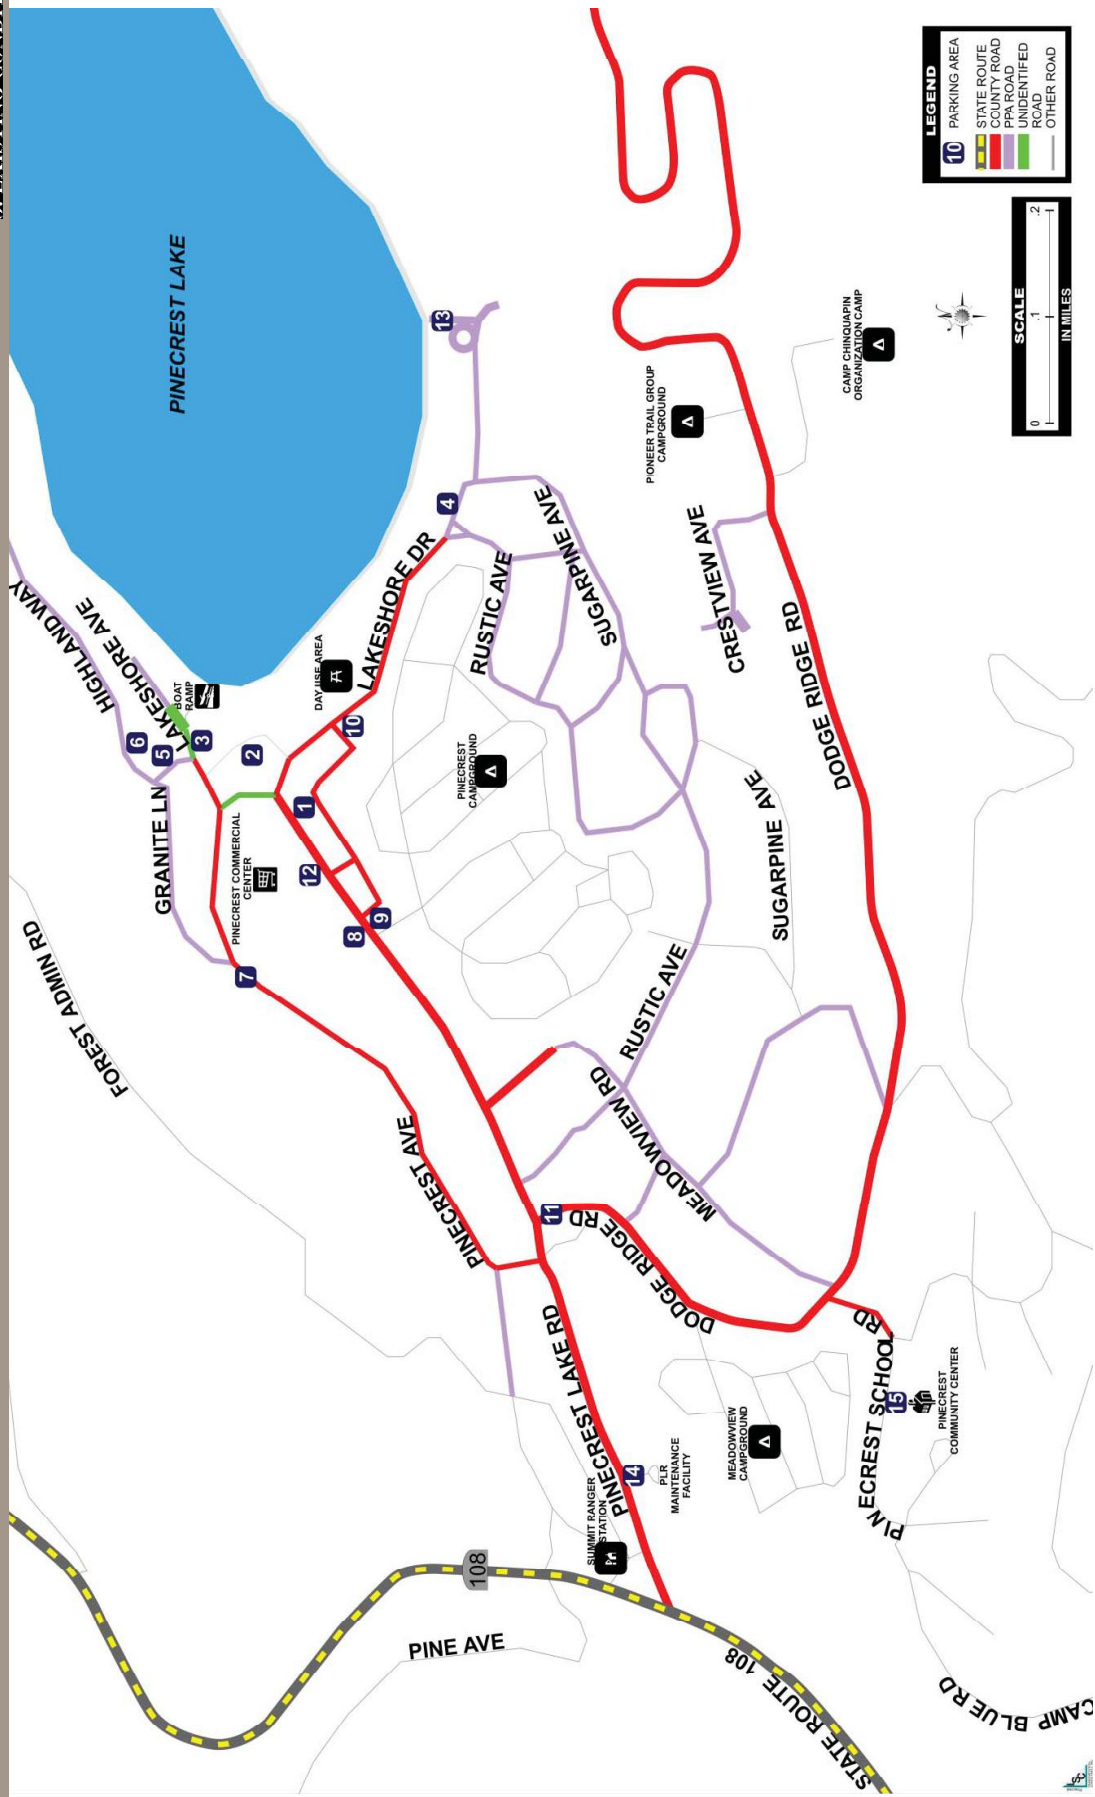 PINECREST LAKE
HIGHLAND WAY
LAKESHORE AVE
BOAT
RAMP
6
5
3
2
GRANITE LN
PINECREST COMMERCIAL
CENTER
7
1
12
8
9
10
DAY USE AREA
LAKESHORE DR
4
13
RUSTIC AVE
SUGARPINE AVE
PINECREST
CAMPGROUND
FOREST ADMIN RD
PINECREST AVE
PINECREST LAKE RD
11
DODGE RIDGE RD
MEADOWVIEW RD
RUSTIC AVE
SUGARPINE AVE
CRESTVIEW AVE
DODGE RIDGE RD
PIONEER TRAIL GROUP
CAMPGROUND
CAMP CHINQUAPIN
ORGANIZATION CAMP
SUMMIT RANGER
STATION
14
PLR
MAINTENANCE
FACILITY
MEADOWVIEW
CAMPGROUND
PINECREST SCHOOL RD
15
PINECREST
COMMUNITY CENTER
108
PINE AVE
STATE ROUTE 108
CAMP BLUE RD
LEGEND
10 PARKING AREA
STATE ROUTE
COUNTY ROAD
PPA ROAD
UNIDENTIFIED
ROAD
OTHER ROAD
SCALE
0 .1 .2
IN MILES